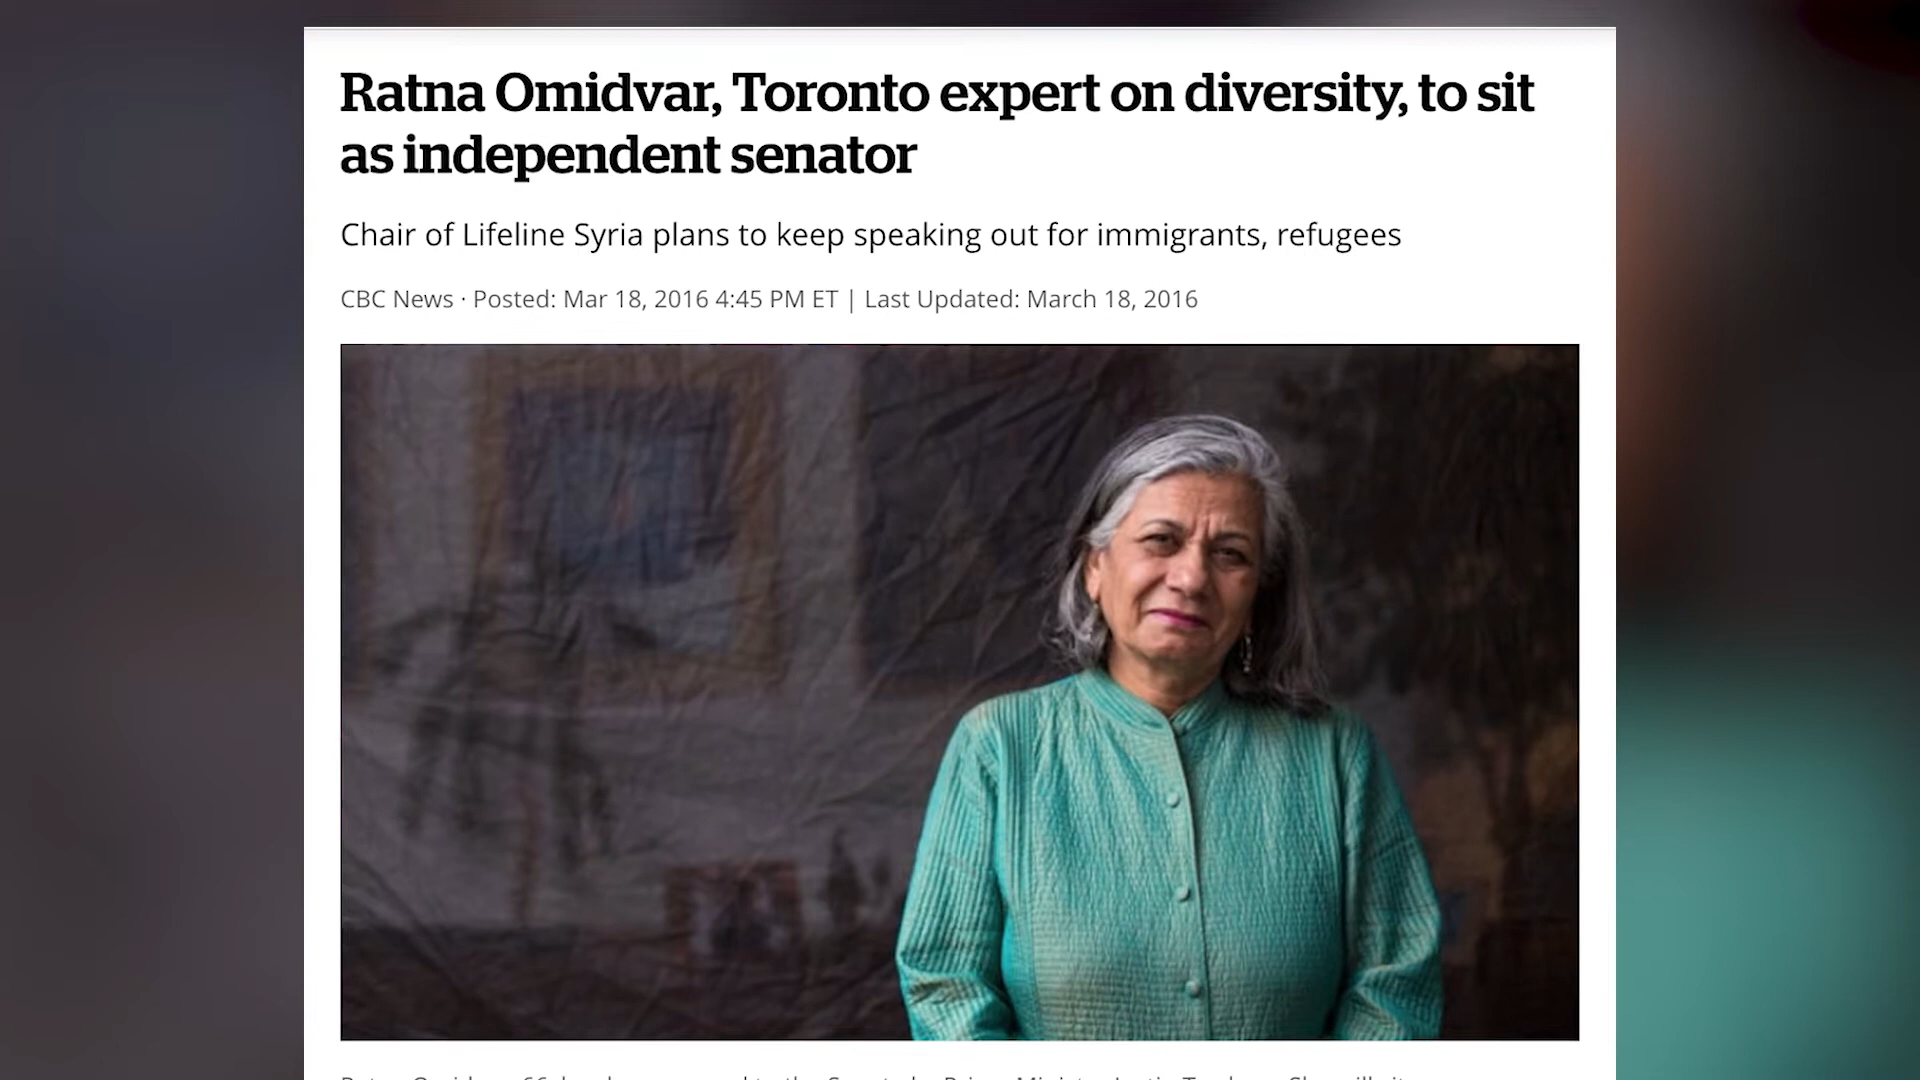 Ratna Omidvar, Toronto expert on diversity, to sit
as independent senator
Chair of Lifeline Syria plans to keep speaking out for immigrants, refugees
CBC News · Posted: Mar 18, 2016 4:45 PM ET | Last Updated: March 18, 2016